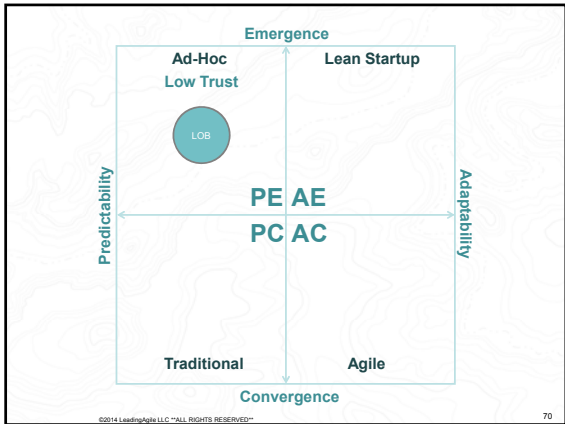 Emergence
Ad-Hoc
Lean Startup
Low Trust
LOB
Predictability
Adaptability
PE AE
PC AC
Traditional
Agile
Convergence
©2014 LeadingAgile LLC **ALL RIGHTS RESERVED**
70